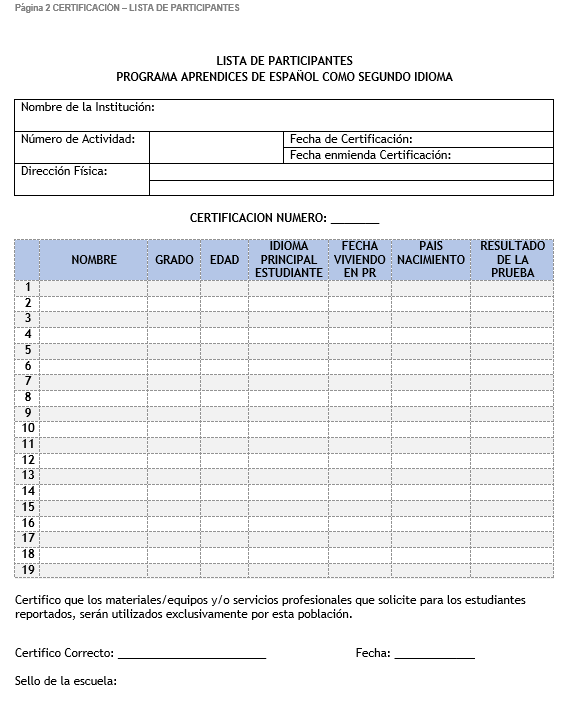 Página 2 CERTIFICACIÓN – LISTA DE PARTICIPANTES
LISTA DE PARTICIPANTES
PROGRAMA APRENDICES DE ESPAÑOL COMO SEGUNDO IDIOMA
Nombre de la Institución:
Número de Actividad:
Fecha de Certificación:
Fecha enmienda Certificación:
Dirección Física:
CERTIFICACION NUMERO: _______
NOMBRE GRADO EDAD IDIOMA PRINCIPAL ESTUDIANTE FECHA VIVIENDO EN PR PAIS NACIMIENTO RESULTADO DE LA PRUEBA
1
2
3
4
5
6
7
8
9
10
11
12
13
14
15
16
17
18
19
Certifico que los materiales/equipos y/o servicios profesionales que solicite para los estudiantes
reportados, serán utilizados exclusivamente por esta población.
Certifico Correcto: ______________________ Fecha: ____________
Sello de la escuela: